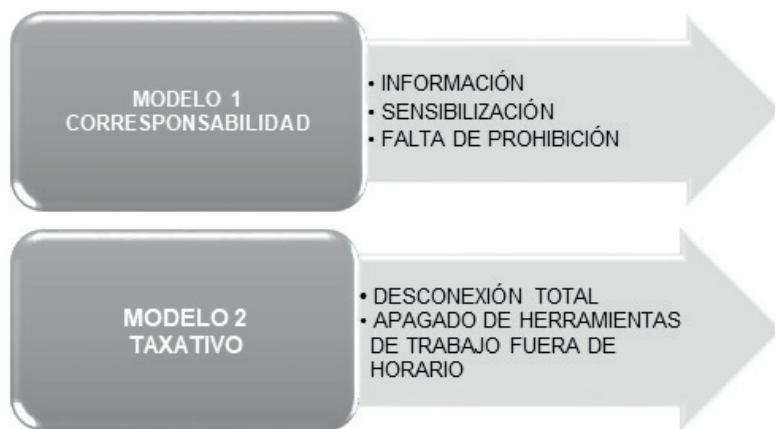 MODELO 1
CORRESPONSABILIDAD
• INFORMACIÓN
• SENSIBILIZACIÓN
• FALTA DE PROHIBICIÓN
MODELO 2
TAXATIVO
• DESCONEXIÓN TOTAL
• APAGADO DE HERRAMIENTAS
DE TRABAJO FUERA DE
HORARIO